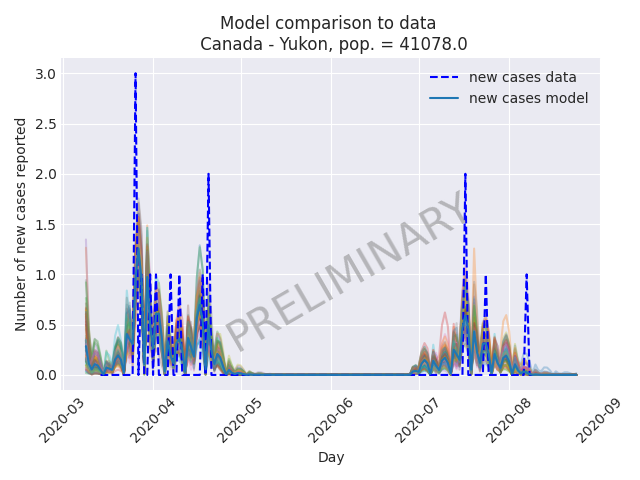 Model comparison to data
Canada - Yukon, pop. = 41078.0
new cases data
new cases model
3.0
2.5
2.0
1.5
1.0
0.5
0.0
Number of new cases reported
PRELIMINARY
2020-03
2020-04
2020-05
2020-06
2020-07
2020-08
2020-09
Day